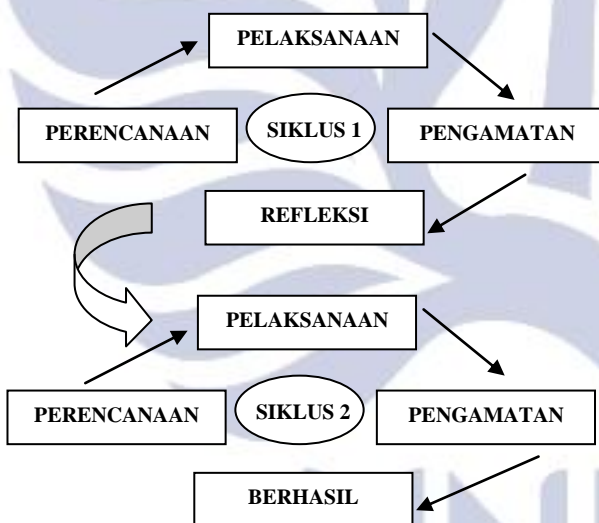 PELAKSANAAN
PERENCANAAN
SIKLUS 1
PENGAMATAN
REFLEKSI
PELAKSANAAN
PERENCANAAN
SIKLUS 2
PENGAMATAN
BERHASIL